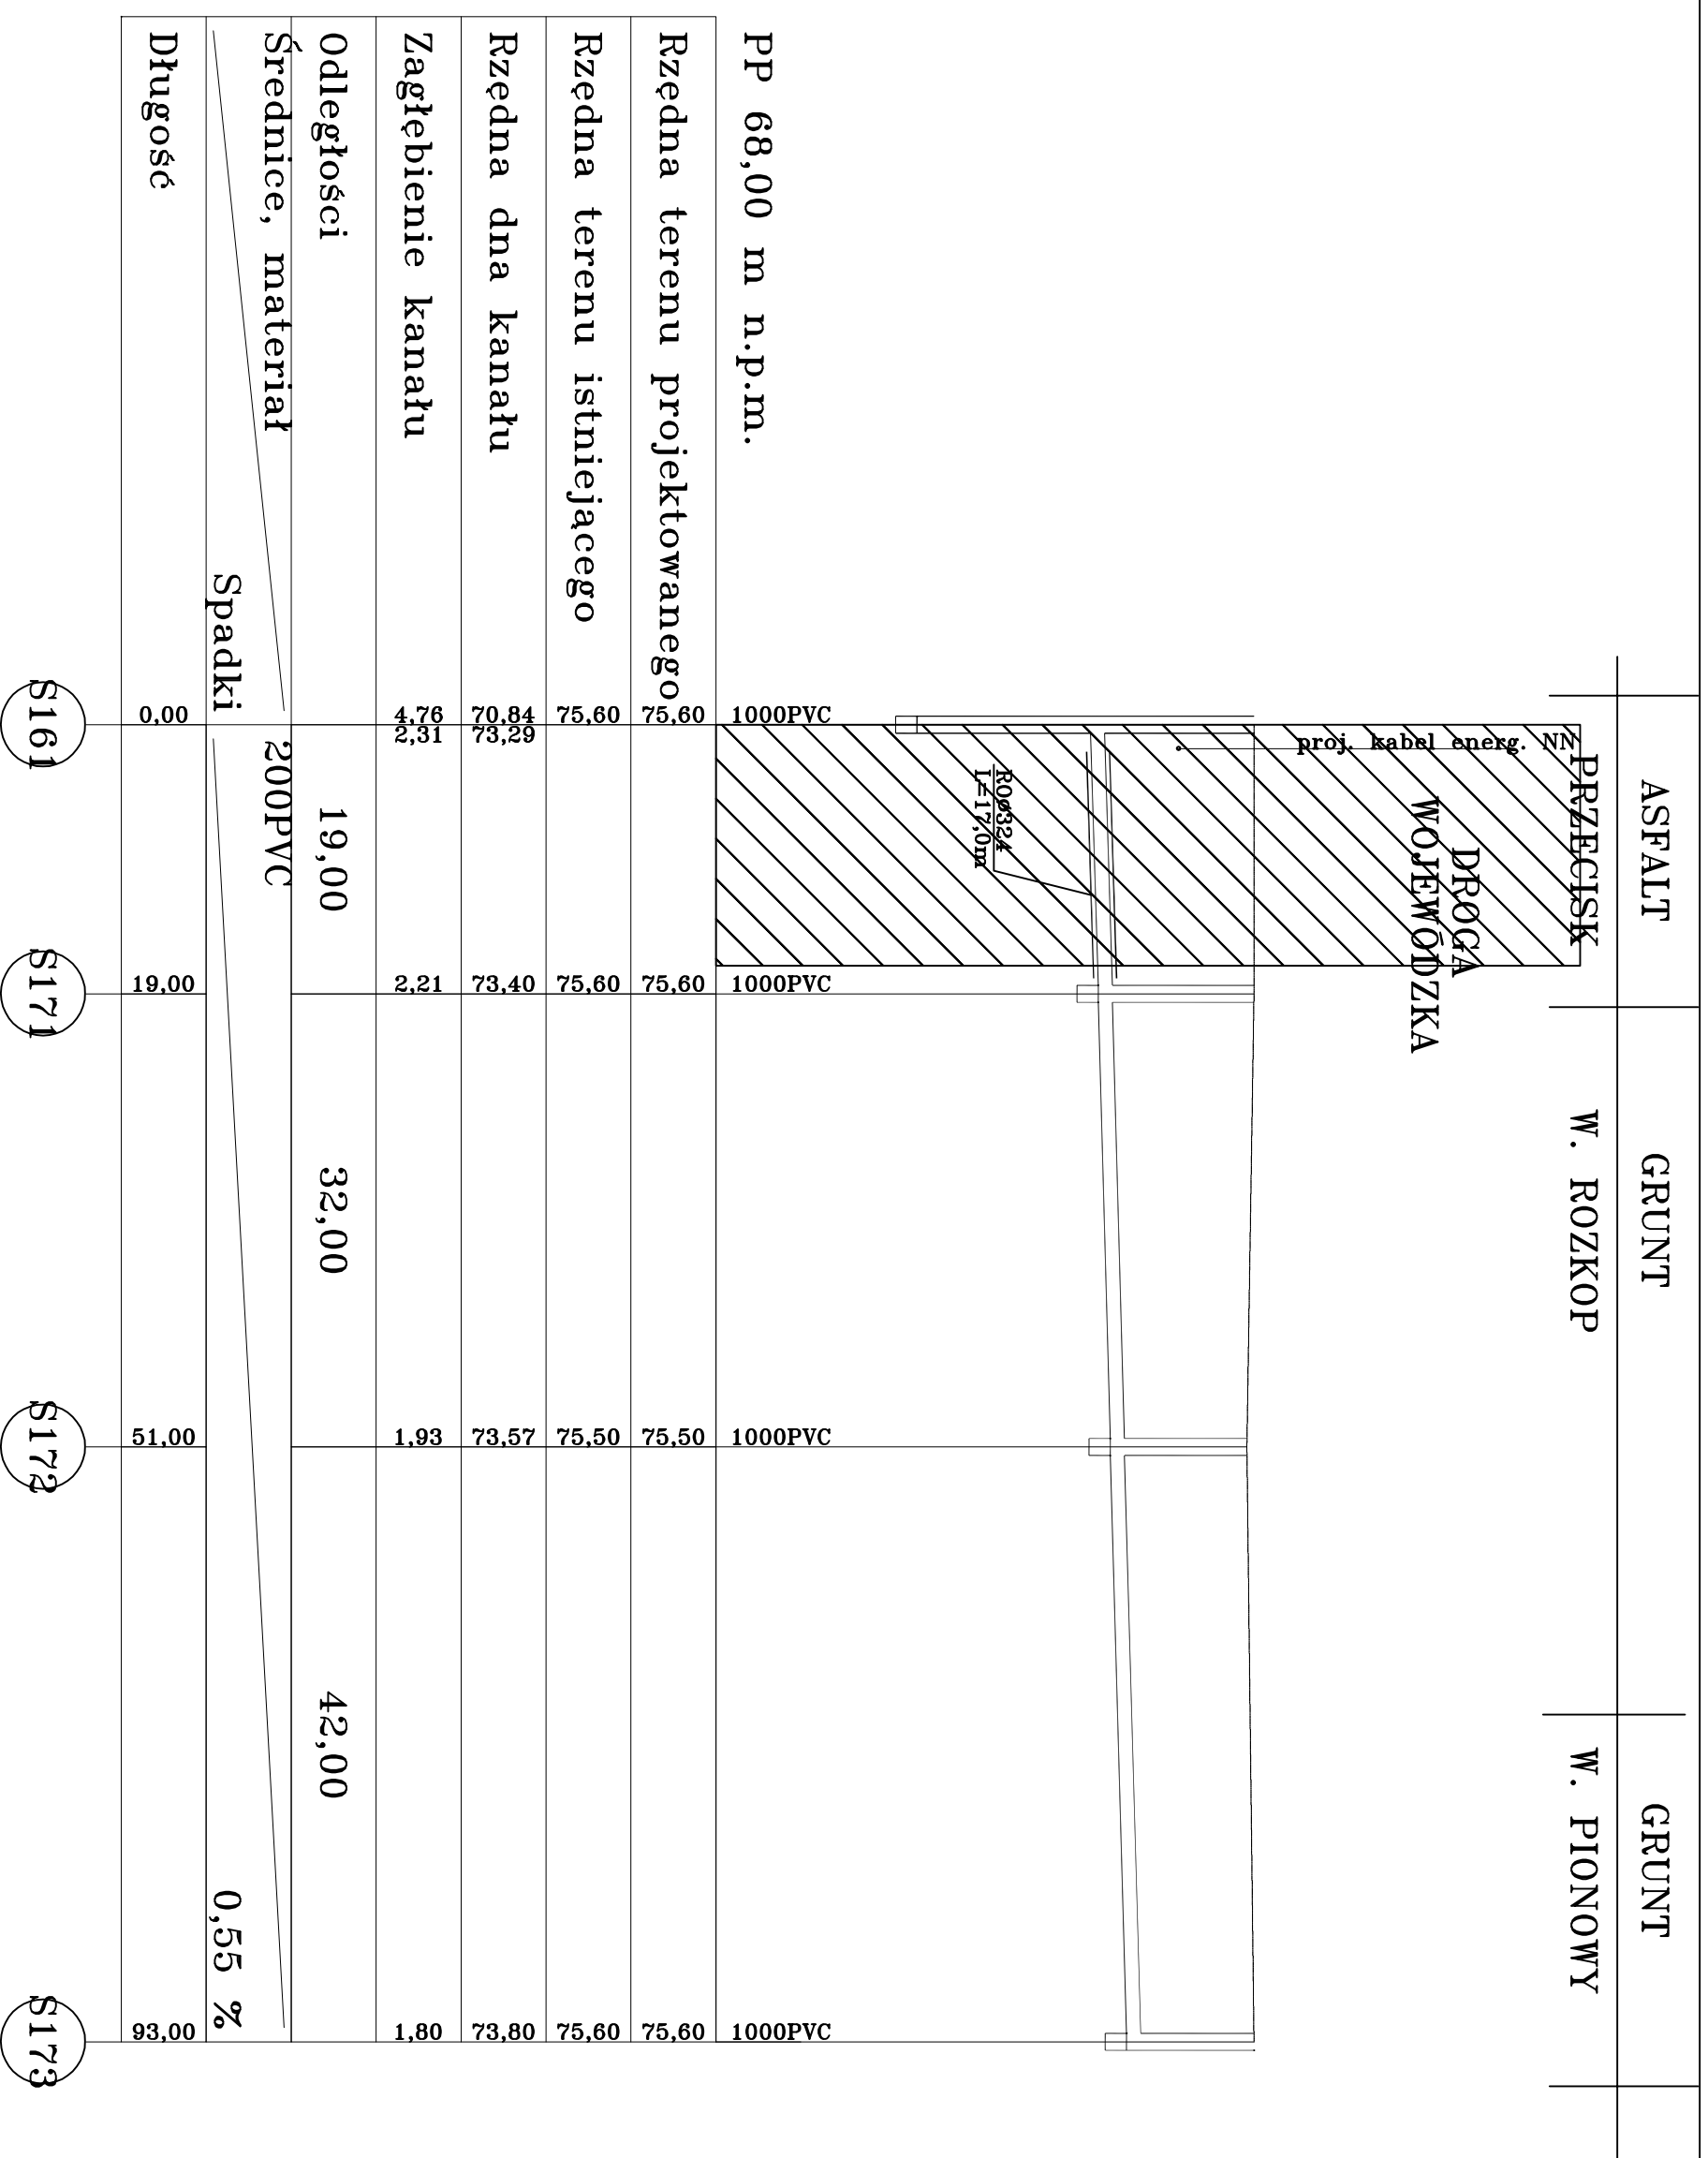 ASFALT GRUNT GRUNT
PRZECISK W. ROZKOP W. PIONOWY
DROGA
WOJEWÓDZKA
proj. kabel energ. NN
ROø324
L=17,0m
PP 68,00 m n.p.m.
1000PVC 1000PVC 1000PVC 1000PVC
Rzędna terenu projektowanego 75,60 75,60 75,50 75,60
Rzędna terenu istniejącego 75,60 75,60 75,50 75,60
Rzędna dna kanału 70,84 73,29 73,40 73,57 73,80
Zagłębienie kanału 4,76 2,31 2,21 1,93 1,80
Odległości 19,00 32,00 42,00
Średnice, materiał 200PVC
Spadki 0,55 %
Długość 0,00 19,00 51,00 93,00
S161 S171 S172 S173